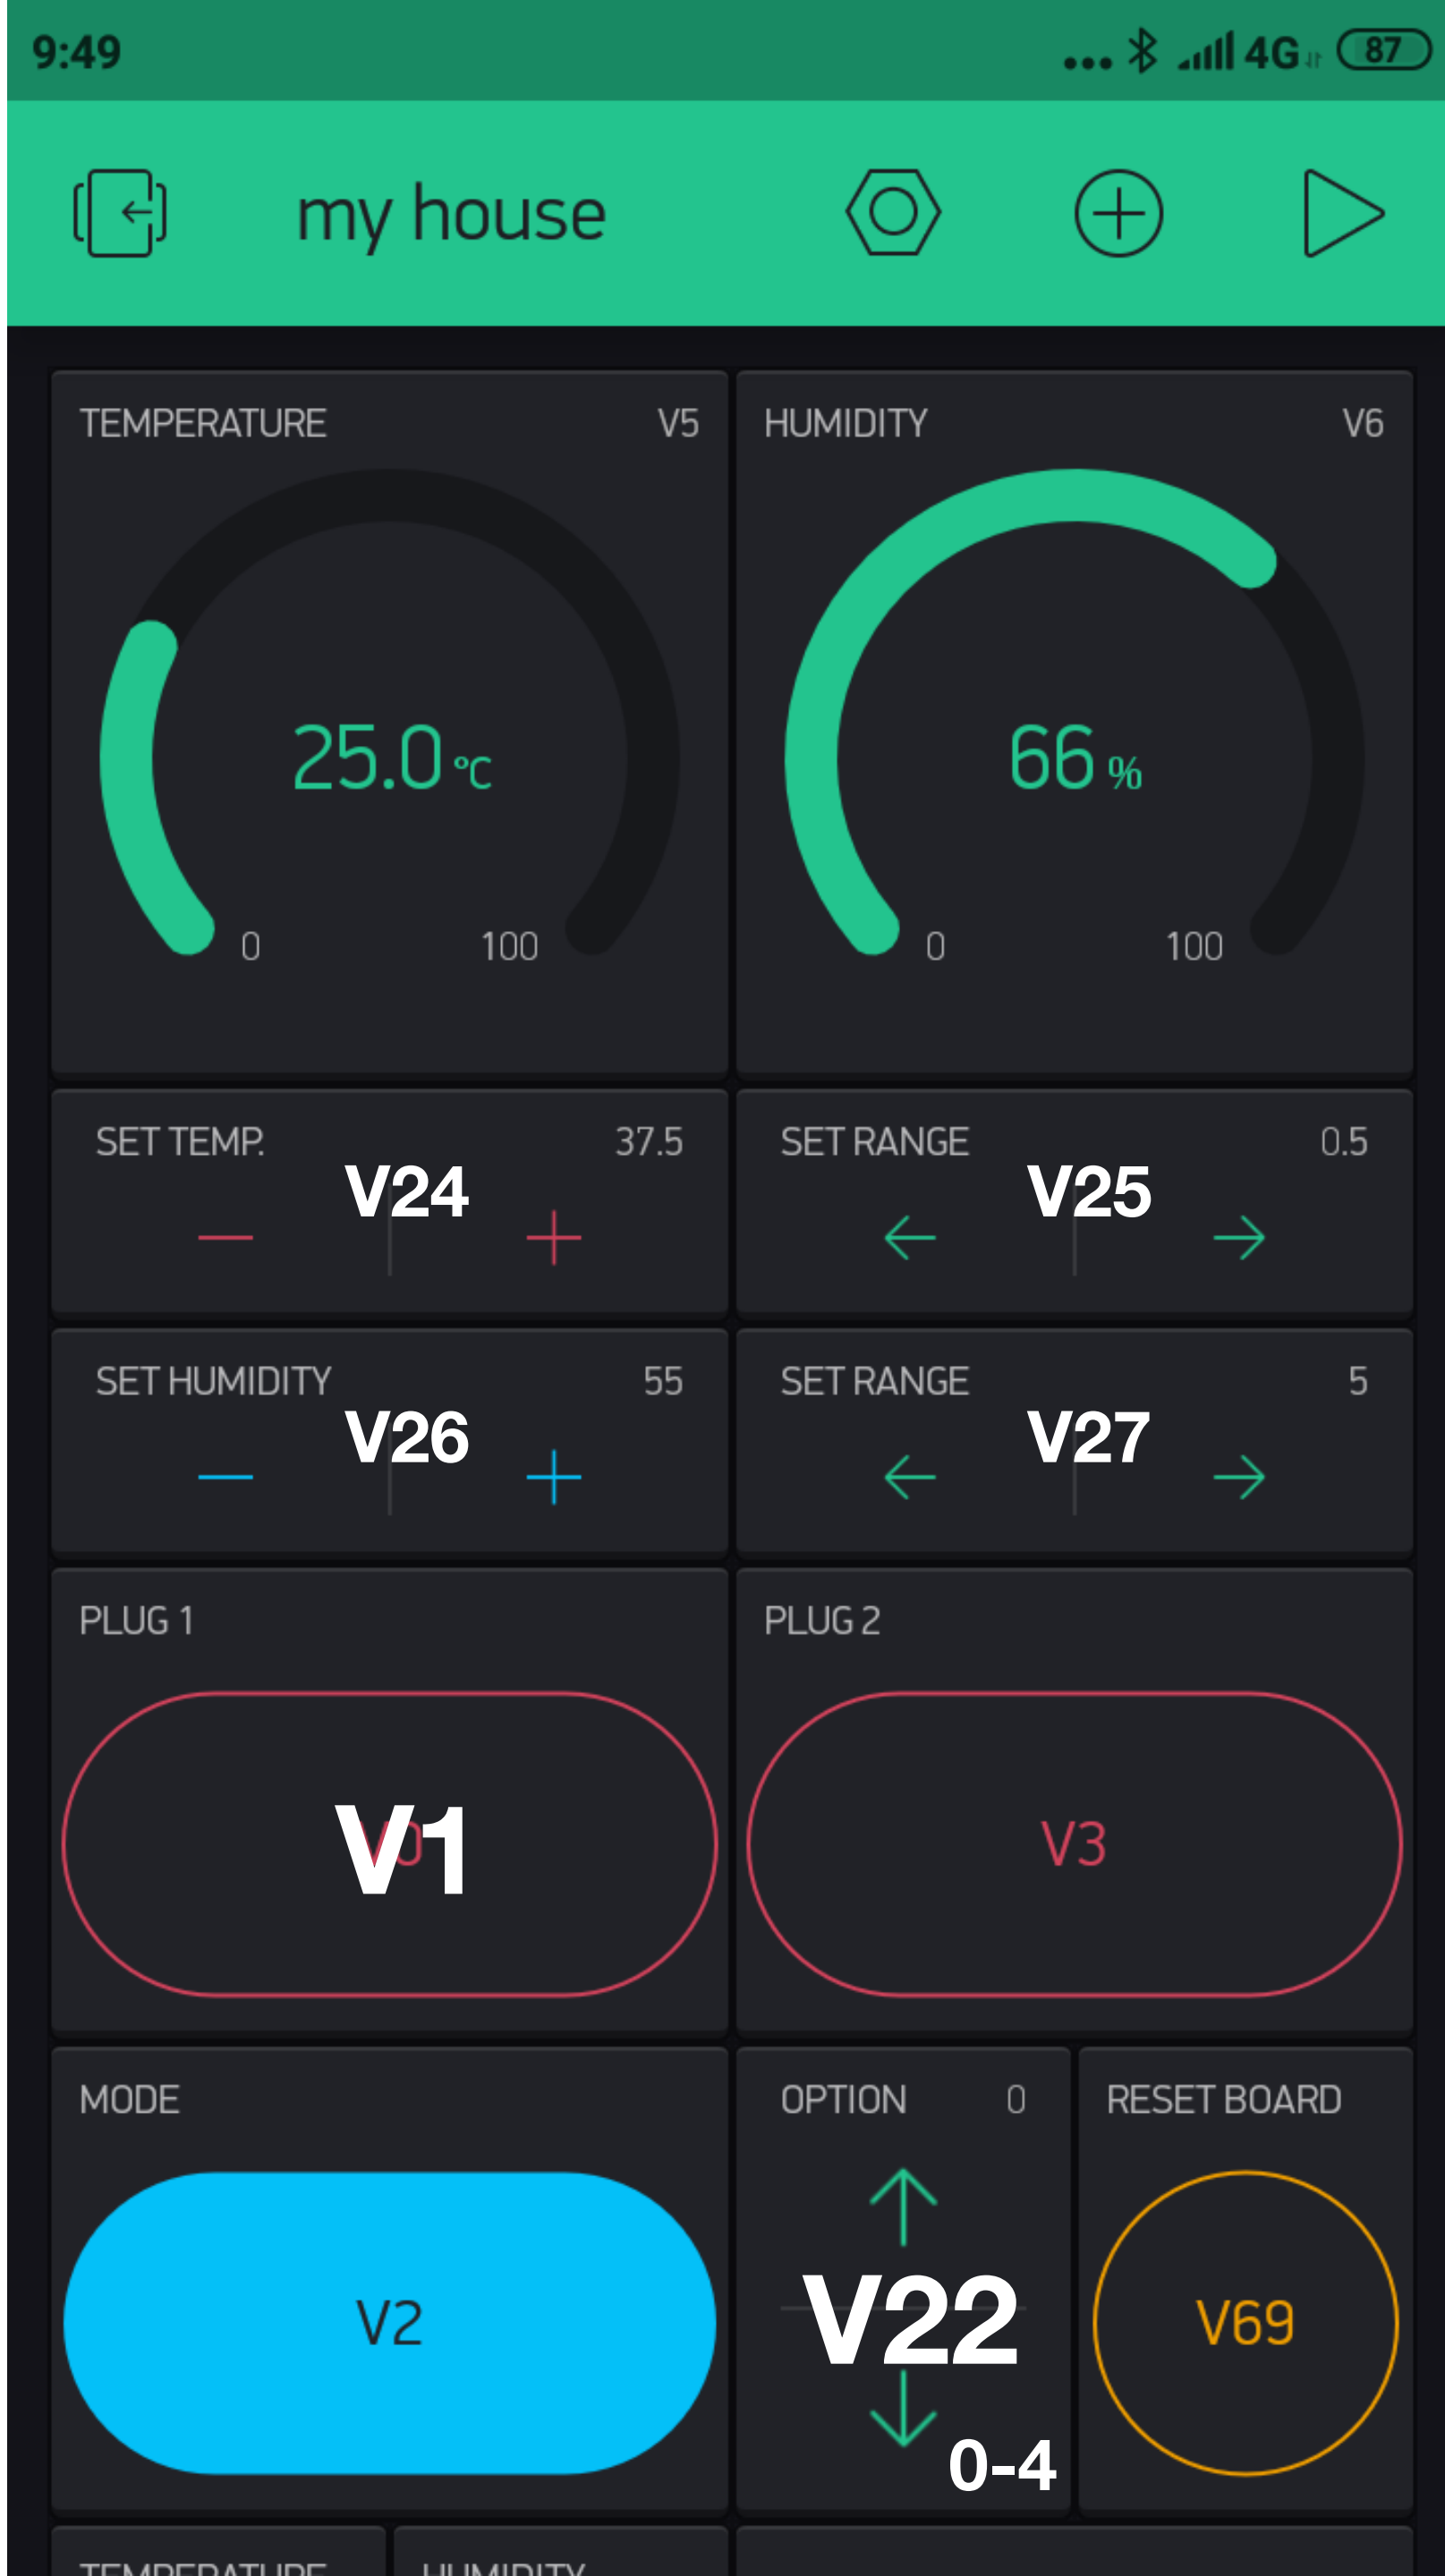 9:49 ... 4G 87
my house
TEMPERATURE V5
HUMIDITY V6
25.0 °C
66 %
0 100
0 100
SET TEMP. 37.5
V24
SET RANGE 0.5
V25
SET HUMIDITY 55
V26
SET RANGE 5
V27
PLUG 1
PLUG 2
V1
V3
MODE
OPTION 0
RESET BOARD
V2
V22
V69
0-4
TEMPERATURE
HUMIDITY